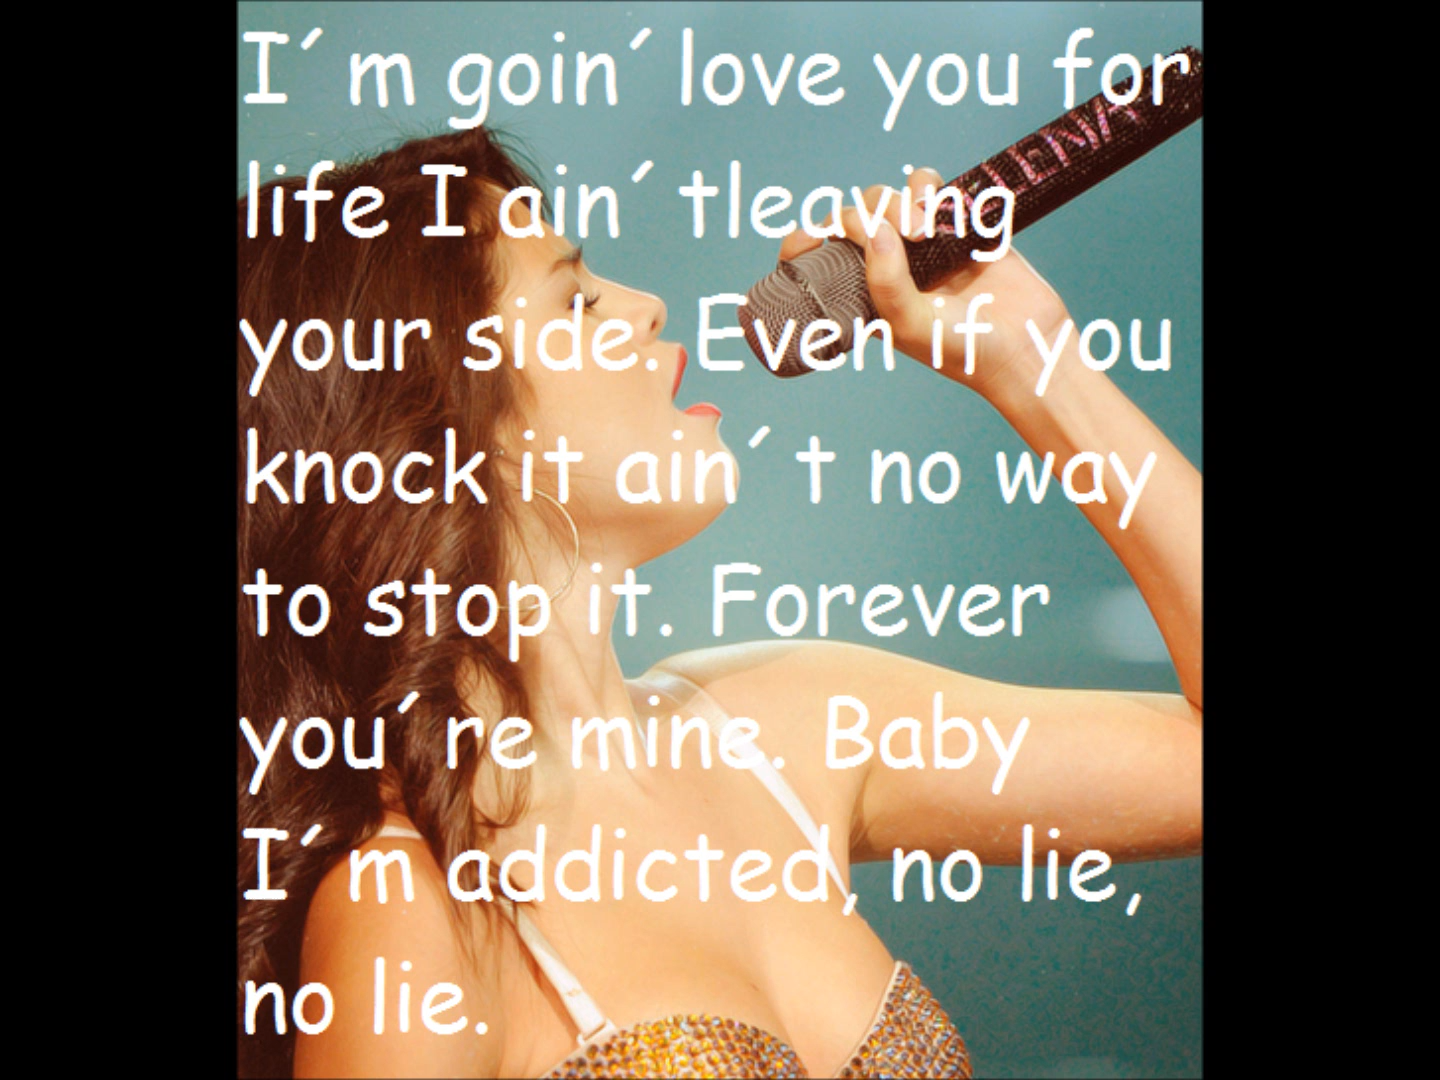 I´m goin´love you for
life I ain´tleaving
your side. Even if you
knock it ain´t no way
to stop it. Forever
you´re mine. Baby
I´m addicted, no lie,
no lie.